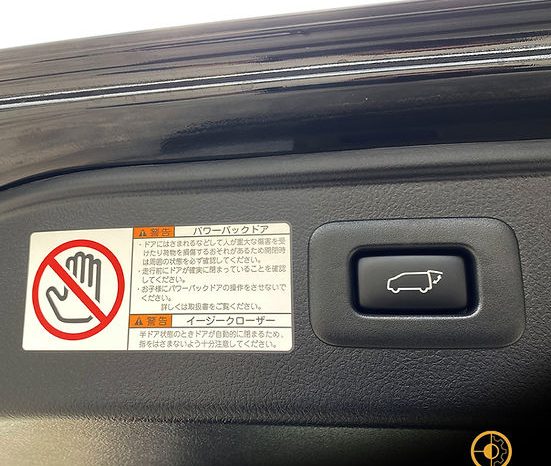 警告 パワーバックドア
・ドアにはさまれるなどして人が重大な傷害を受
けたり荷物を損傷するおそれがあるため開閉時
は周囲の状態を必ず確認してください。
・走行前にドアが確実に閉まっていることを確認
してください。
・お子様にパワーバックドアの操作をさせないで
ください。
詳しくは取扱書をご覧ください。
警告 イージークローザー
半ドア状態のときドアが自動的に閉まるため、
指をはさまないよう十分注意してください。